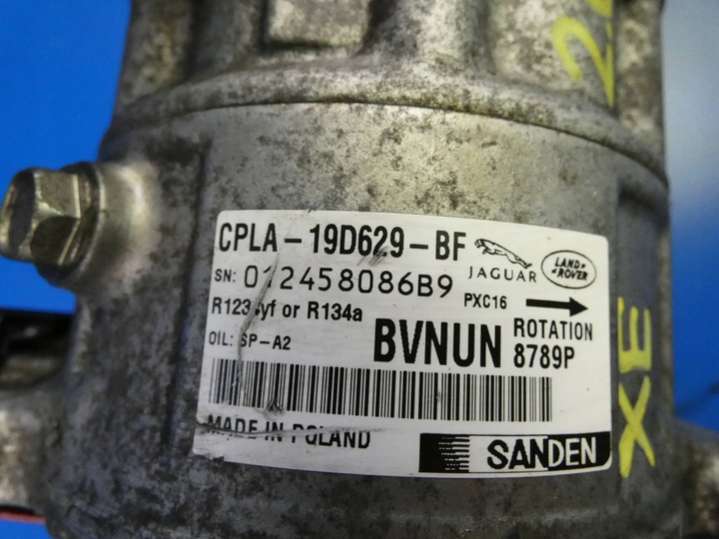 CPLA-19D629-BF
JAGUAR
LAND ROVER
SN: 012458086B9
PXC16
R1234yf or R134a
OIL: SP-A2
BVNUN
ROTATION
8789P
MADE IN POLAND
SANDEN
XE